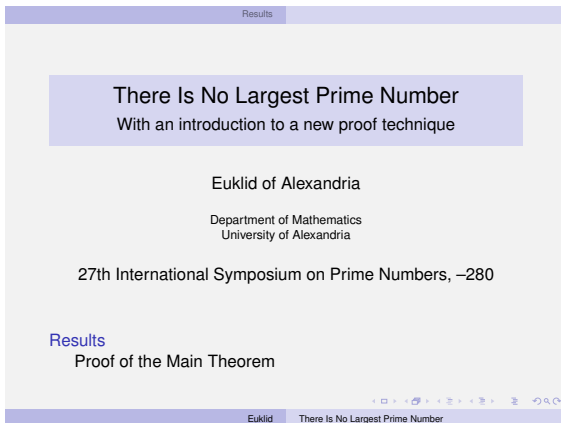 Results
There Is No Largest Prime Number
With an introduction to a new proof technique
Euklid of Alexandria
Department of Mathematics
University of Alexandria
27th International Symposium on Prime Numbers, –280
Results
Proof of the Main Theorem
Euklid There Is No Largest Prime Number